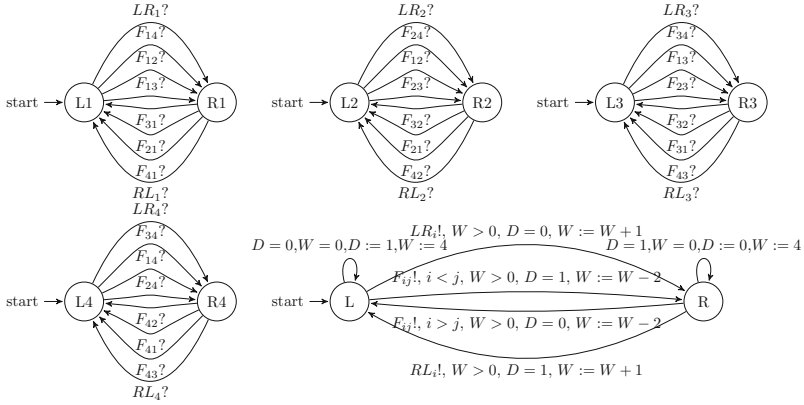 LR₁?
F₁₄?
F₁₂?
F₁₃?
start
L1
R1
F₃₁?
F₂₁?
F₄₁?
RL₁?
LR₂?
F₂₄?
F₁₂?
F₂₃?
start
L2
R2
F₃₂?
F₂₁?
F₄₂?
RL₂?
LR₃?
F₃₄?
F₁₃?
F₂₃?
start
L3
R3
F₃₂?
F₃₁?
F₄₃?
RL₃?
LR₄?
F₃₄?
F₁₄?
F₂₄?
start
L4
R4
F₄₂?
F₄₁?
F₄₃?
RL₄?
LRᵢ!, W > 0, D = 0, W := W + 1
D = 0,W = 0,D := 1,W := 4
D = 1,W = 0,D := 0,W := 4
Fᵢⱼ!, i < j, W > 0, D = 1, W := W − 2
start
L
R
Fᵢⱼ!, i > j, W > 0, D = 0, W := W − 2
RLᵢ!, W > 0, D = 1, W := W + 1